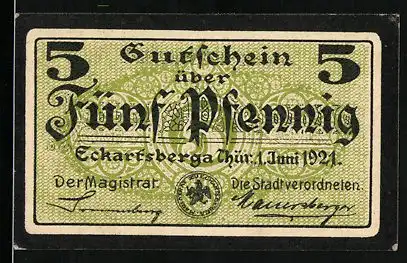 5 Gutschein 5
über
Fünf Pfennig
Eckartsberga Thür. 1. Juni 1921.
Der Magistrat. Die Stadtverordneten.